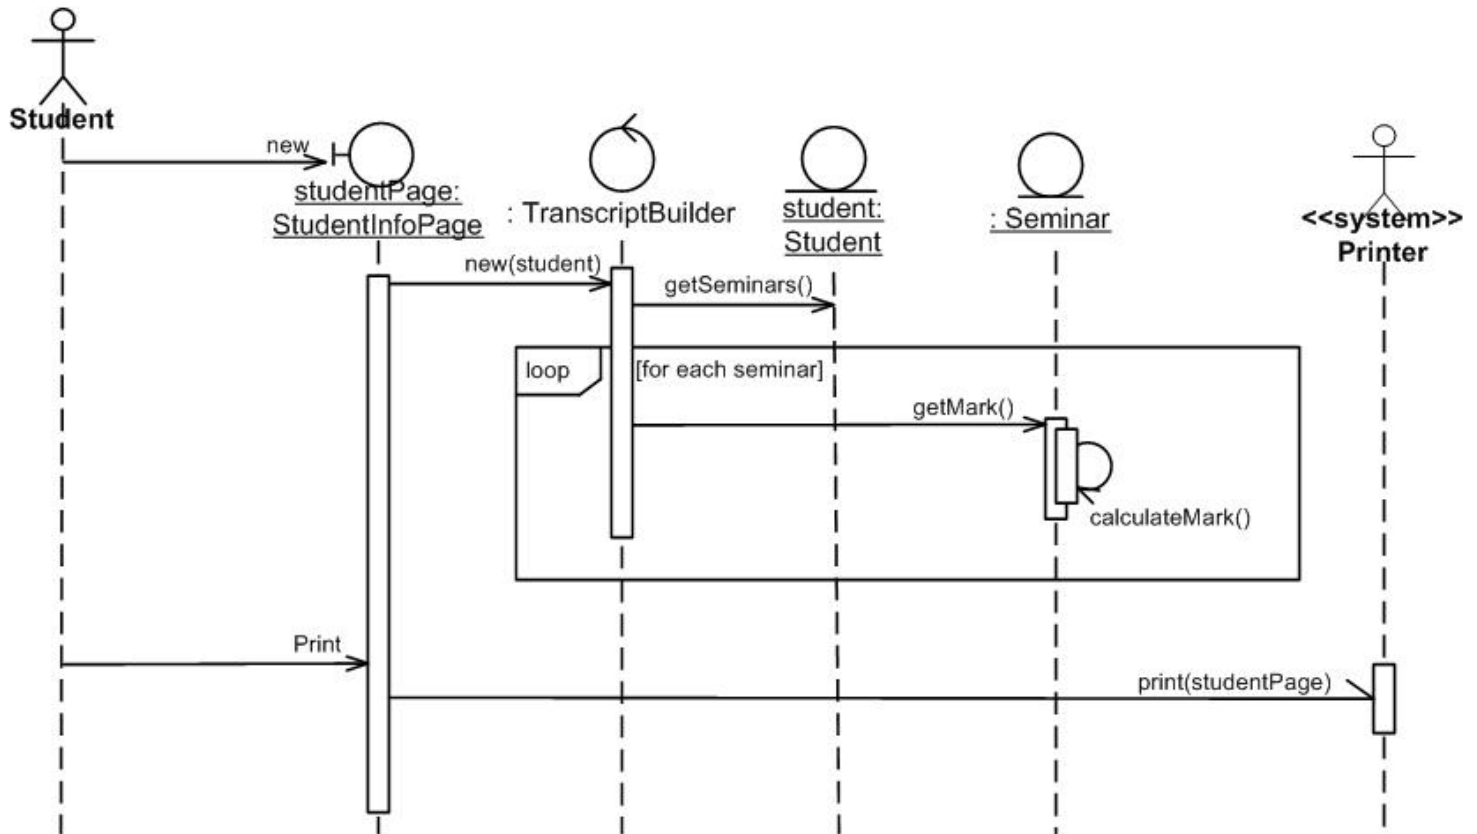 Student
new
studentPage:
StudentInfoPage
: TranscriptBuilder
student:
Student
: Seminar
<<system>>
Printer
new(student)
getSeminars()
loop
[for each seminar]
getMark()
calculateMark()
Print
print(studentPage)